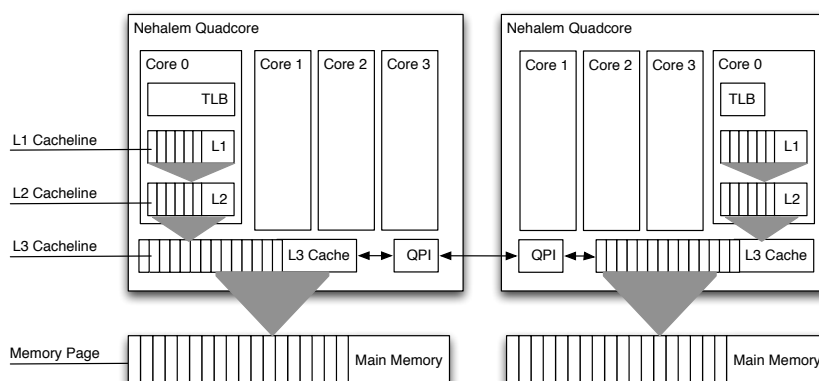 Nehalem Quadcore
Nehalem Quadcore
Core 0
Core 1
Core 2
Core 3
Core 1
Core 2
Core 3
Core 0
TLB
TLB
L1 Cacheline
L1
L1
L2 Cacheline
L2
L2
L3 Cacheline
L3 Cache
QPI
QPI
L3 Cache
Memory Page
Main Memory
Main Memory